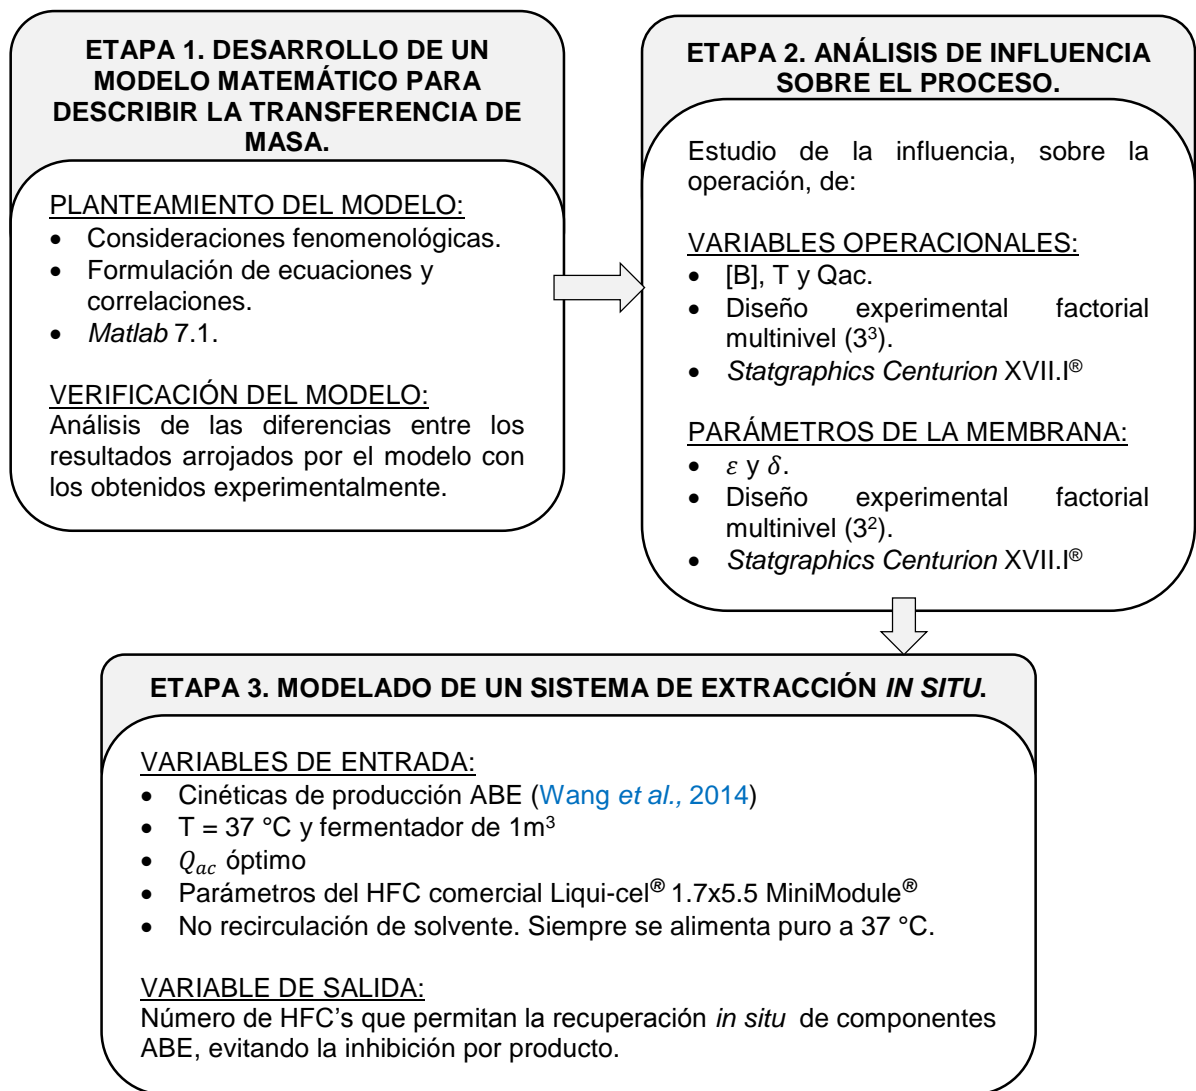 ETAPA 1. DESARROLLO DE UN
MODELO MATEMÁTICO PARA
DESCRIBIR LA TRANSFERENCIA DE
MASA.
PLANTEAMIENTO DEL MODELO:
• Consideraciones fenomenológicas.
• Formulación de ecuaciones y
correlaciones.
• Matlab 7.1.
VERIFICACIÓN DEL MODELO:
Análisis de las diferencias entre los
resultados arrojados por el modelo con
los obtenidos experimentalmente.
ETAPA 2. ANÁLISIS DE INFLUENCIA
SOBRE EL PROCESO.
Estudio de la influencia, sobre la
operación, de:
VARIABLES OPERACIONALES:
• [B], T y Qac.
• Diseño experimental factorial
multinivel (3³).
• Statgraphics Centurion XVII.I®
PARÁMETROS DE LA MEMBRANA:
• ε y δ.
• Diseño experimental factorial
multinivel (3²).
• Statgraphics Centurion XVII.I®
ETAPA 3. MODELADO DE UN SISTEMA DE EXTRACCIÓN IN SITU.
VARIABLES DE ENTRADA:
• Cinéticas de producción ABE (Wang et al., 2014)
• T = 37 °C y fermentador de 1m³
• Qac óptimo
• Parámetros del HFC comercial Liqui-cel® 1.7x5.5 MiniModule®
• No recirculación de solvente. Siempre se alimenta puro a 37 °C.
VARIABLE DE SALIDA:
Número de HFC’s que permitan la recuperación in situ de componentes
ABE, evitando la inhibición por producto.